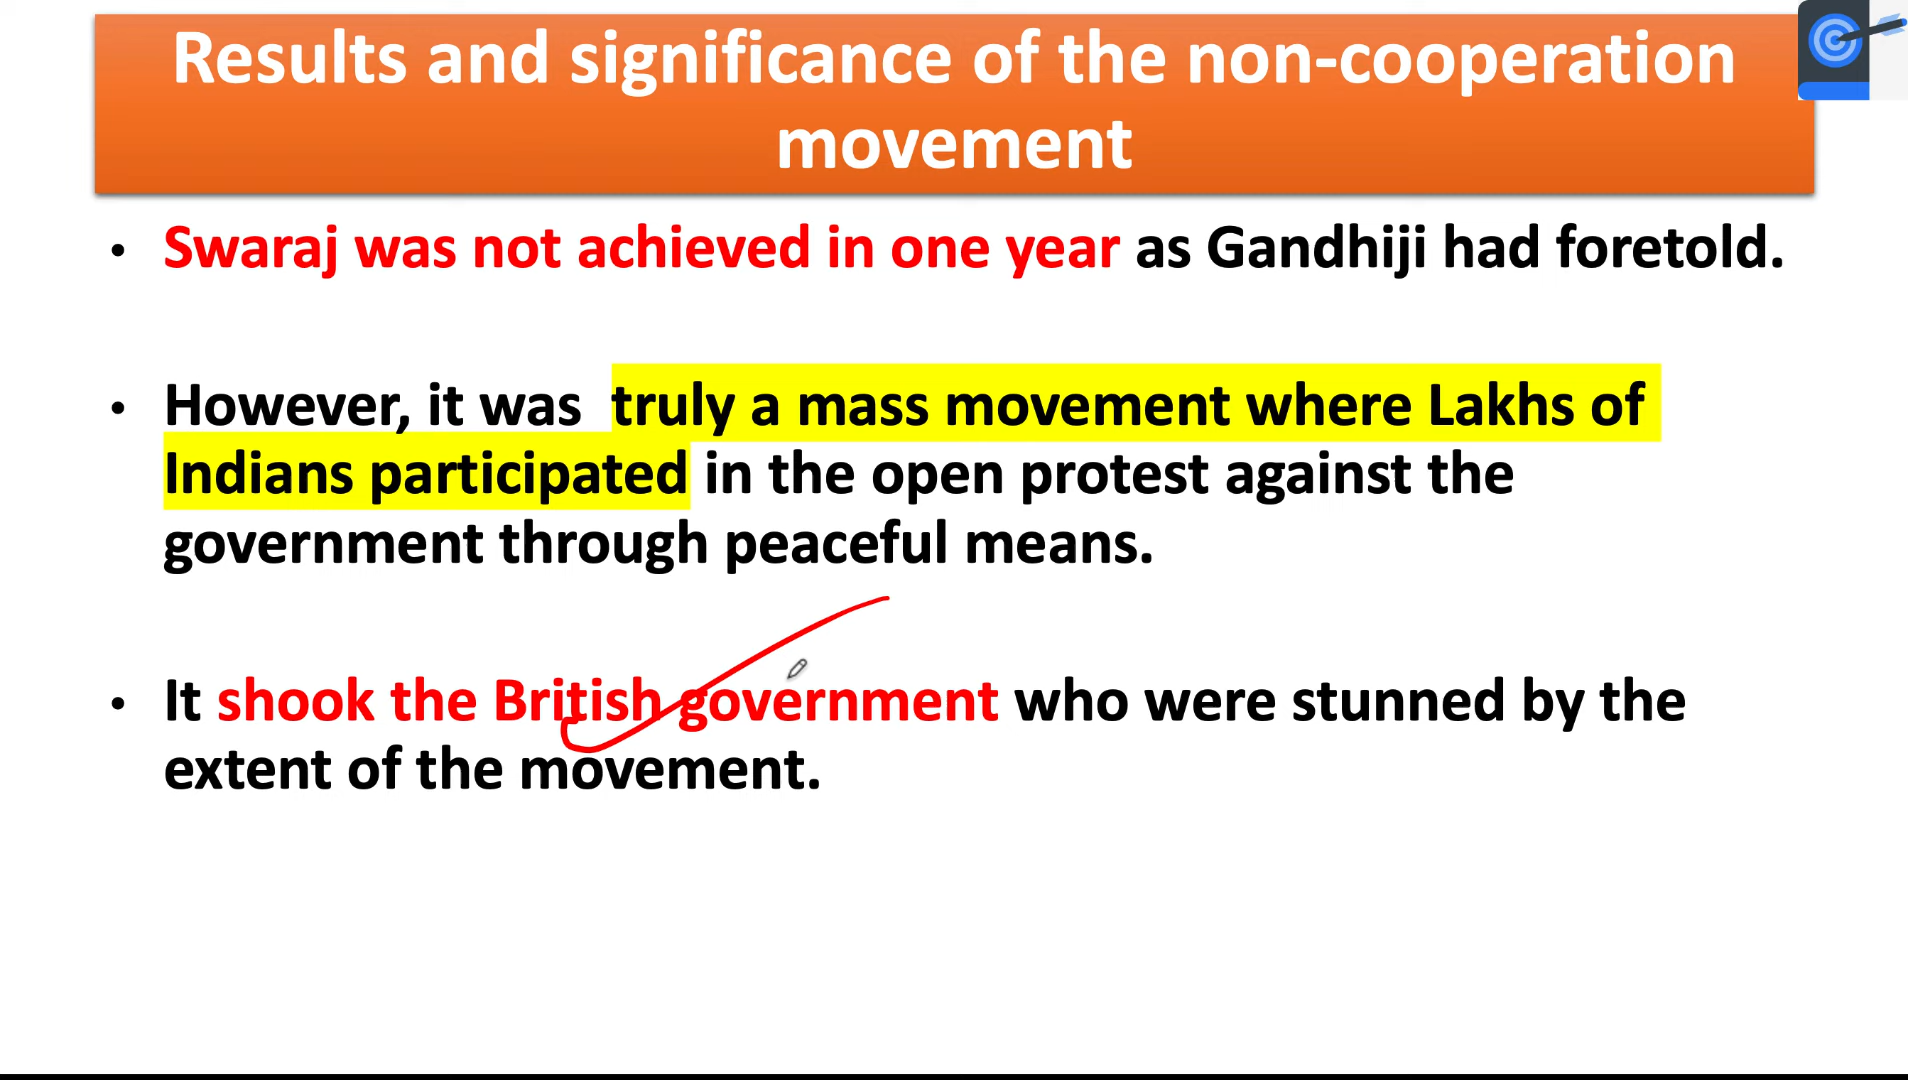 Results and significance of the non-cooperation
movement
• Swaraj was not achieved in one year as Gandhiji had foretold.
• However, it was truly a mass movement where Lakhs of
Indians participated in the open protest against the
government through peaceful means.
• It shook the British government who were stunned by the
extent of the movement.